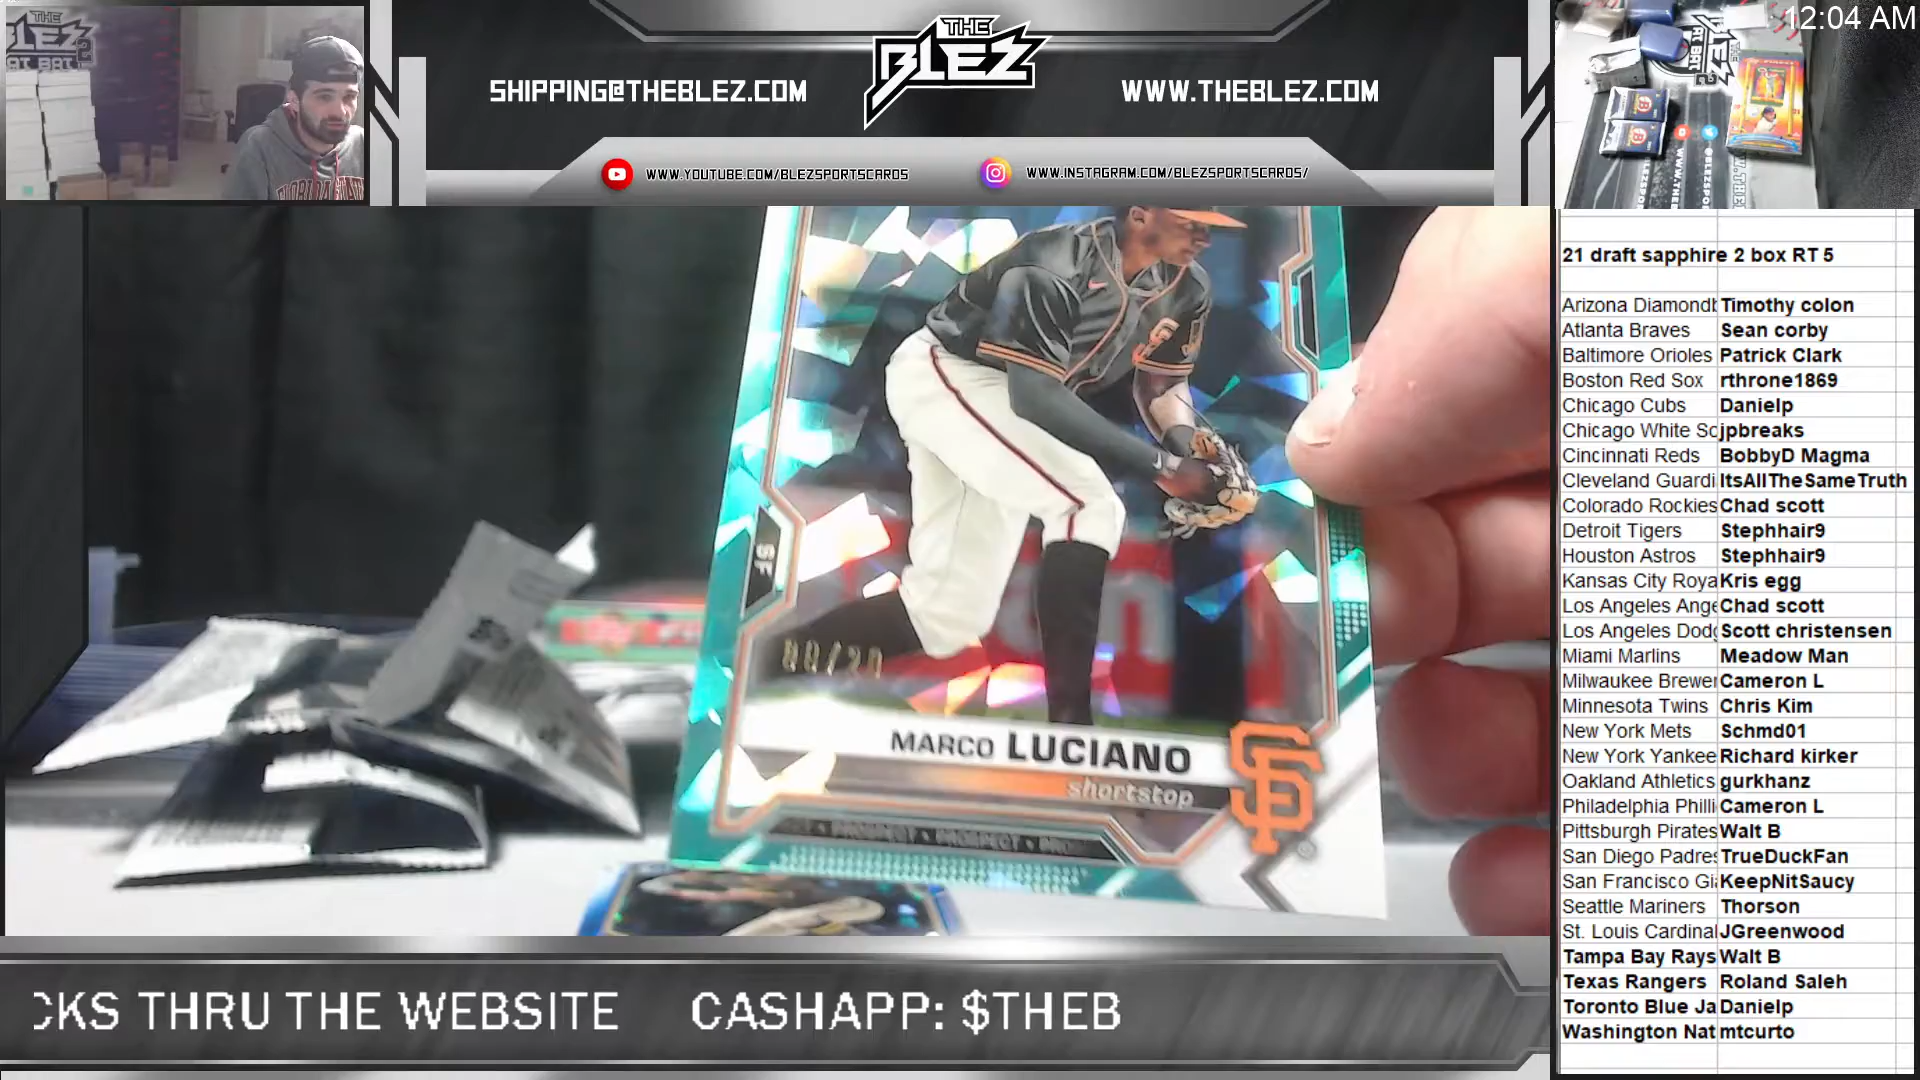 12:04 AM
THE
BLEZ
SHIPPING@THEBLEZ.COM
WWW.THEBLEZ.COM
WWW.YOUTUBE.COM/BLEZSPORTSCARDS
WWW.INSTAGRAM.COM/BLEZSPORTSCARDS/
SF
MARCO LUCIANO
shortstop
PROSPECT • PROSPECT
SF
21 draft sapphire 2 box RT 5
Arizona Diamondb Timothy colon
Atlanta Braves Sean corby
Baltimore Orioles Patrick Clark
Boston Red Sox rthrone1869
Chicago Cubs Danielp
Chicago White So jpbreaks
Cincinnati Reds BobbyD Magma
Cleveland Guardi ItsAllTheSameTruth
Colorado Rockies Chad scott
Detroit Tigers Stephhair9
Houston Astros Stephhair9
Kansas City Roya Kris egg
Los Angeles Ange Chad scott
Los Angeles Dodg Scott christensen
Miami Marlins Meadow Man
Milwaukee Brewer Cameron L
Minnesota Twins Chris Kim
New York Mets Schmd01
New York Yankee Richard kirker
Oakland Athletics gurkhanz
Philadelphia Philli Cameron L
Pittsburgh Pirates Walt B
San Diego Padres TrueDuckFan
San Francisco Gi KeepNitSaucy
Seattle Mariners Thorson
St. Louis Cardinal JGreenwood
Tampa Bay Rays Walt B
Texas Rangers Roland Saleh
Toronto Blue Ja Danielp
Washington Nat mtcurto
CKS THRU THE WEBSITE CASHAPP: $THEB